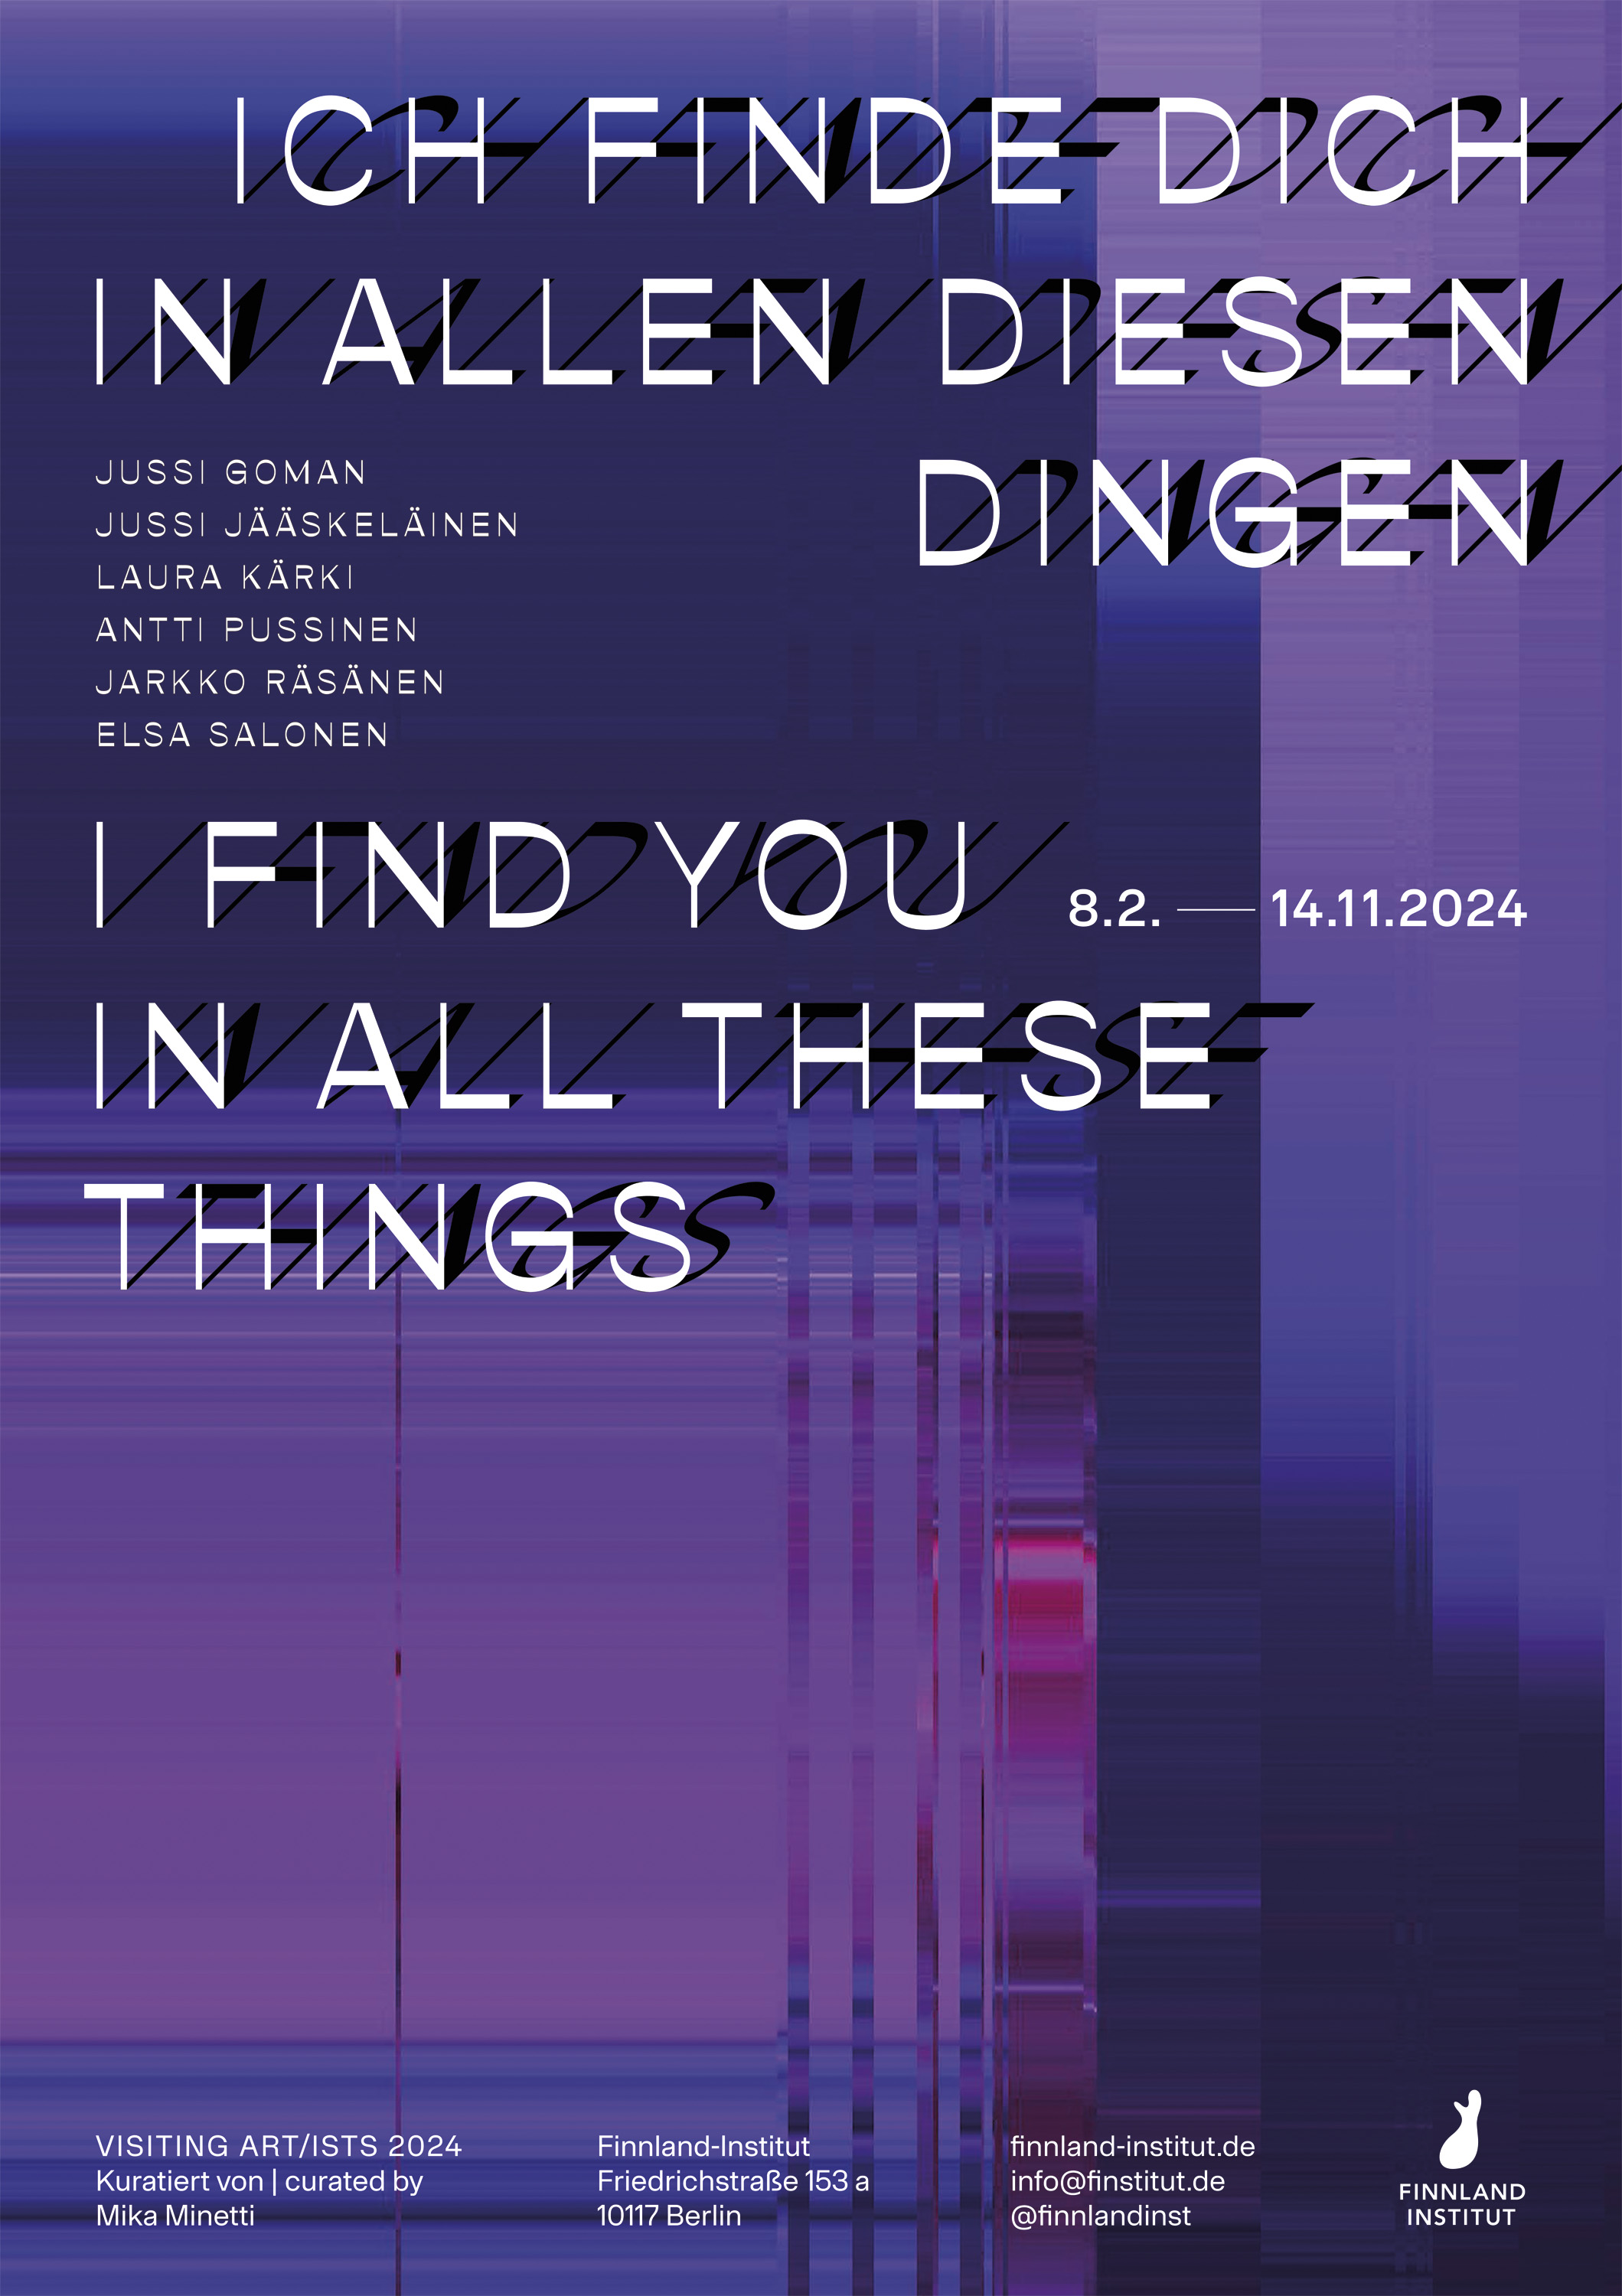 ICH FINDE DICH
IN ALLEN DIESEN
DINGEN
JUSSI GOMAN
JUSSI JÄÄSKELÄINEN
LAURA KÄRKI
ANTTI PUSSINEN
JARKKO RÄSÄNEN
ELSA SALONEN
I FIND YOU
8.2. — 14.11.2024
IN ALL THESE
THINGS
VISITING ART/ISTS 2024
Kuratiert von | curated by
Mika Minetti
Finnland-Institut
Friedrichstraße 153 a
10117 Berlin
finnland-institut.de
info@finstitut.de
@finnlandinst
FINNLAND
INSTITUT